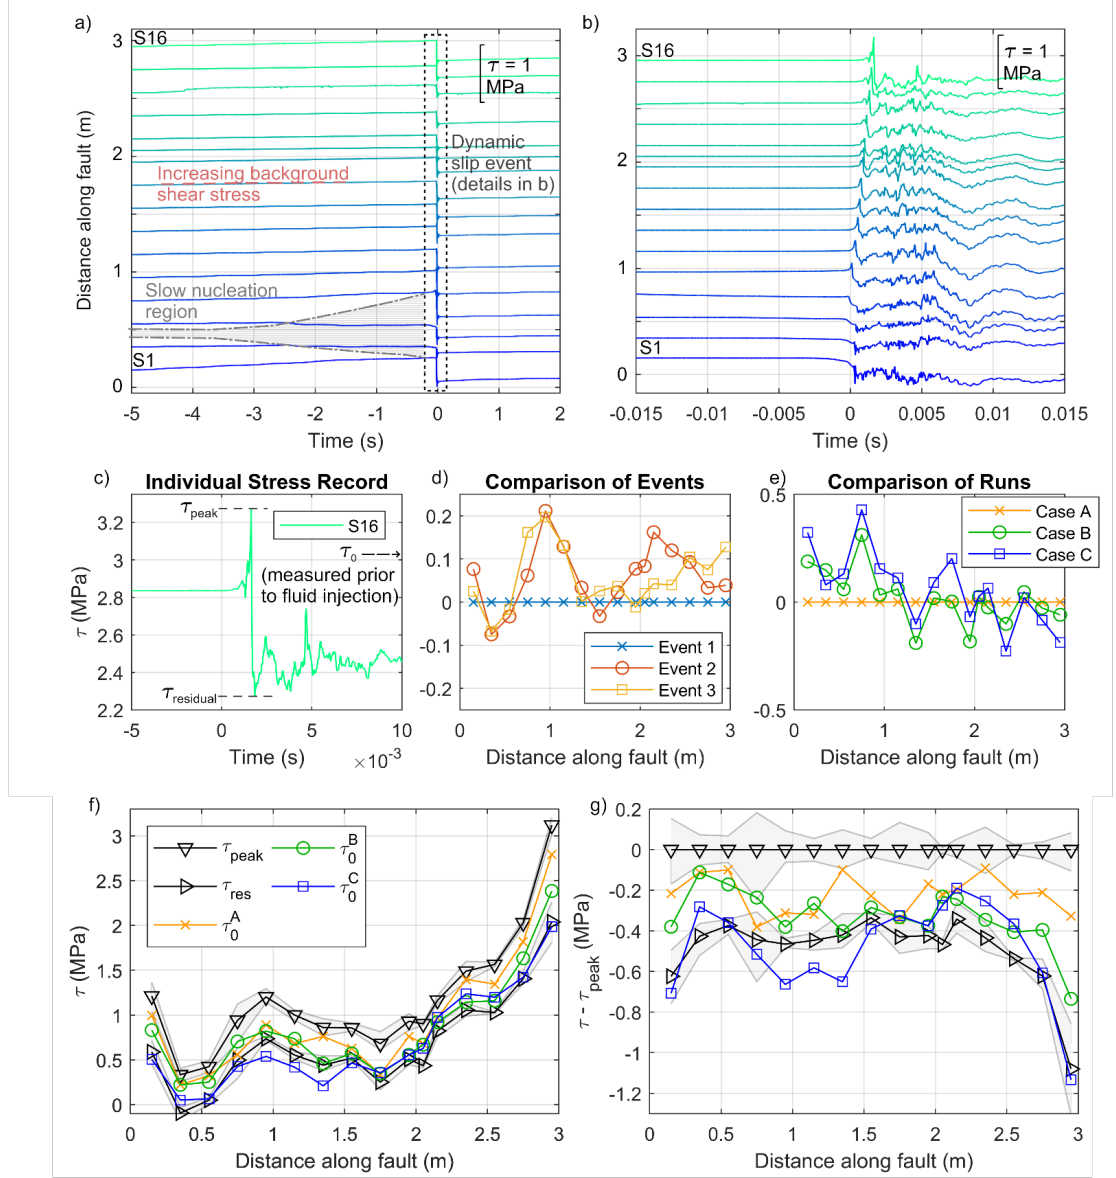 a)
S16
τ = 1
MPa
Dynamic
slip event
(details in b)
Increasing background
shear stress
Slow nucleation
region
S1
Distance along fault (m)
0
1
2
3
-5
-4
-3
-2
-1
0
1
2
Time (s)
b)
S16
τ = 1
MPa
S1
0
1
2
3
-0.015
-0.01
-0.005
0
0.005
0.01
0.015
Time (s)
c)
Individual Stress Record
τpeak
S16
τ0
(measured prior
to fluid injection)
τresidual
τ (MPa)
3.2
3
2.8
2.6
2.4
2.2
-5
0
5
10
Time (s)
×10-3
d)
Comparison of Events
0.2
0.1
0
-0.1
-0.2
Event 1
Event 2
Event 3
0
1
2
3
Distance along fault (m)
e)
Comparison of Runs
0.5
0
-0.5
Case A
Case B
Case C
0
1
2
3
Distance along fault (m)
f)
τpeak
τres
τ0A
τ0B
τ0C
τ (MPa)
3
2.5
2
1.5
1
0.5
0
0
0.5
1
1.5
2
2.5
3
Distance along fault (m)
g)
τ - τpeak (MPa)
0.2
0
-0.2
-0.4
-0.6
-0.8
-1
-1.2
0
0.5
1
1.5
2
2.5
3
Distance along fault (m)